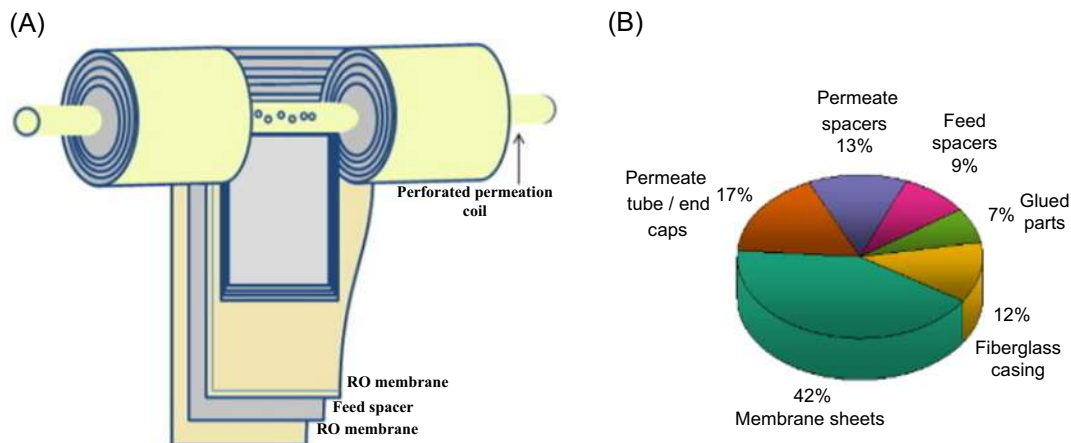 (A)
Perforated permeation
coil
RO membrane
Feed spacer
RO membrane
(B)
Permeate
spacers
13%
Feed
spacers
9%
Permeate
tube / end
caps
17%
7%
Glued
parts
12%
Fiberglass
casing
42%
Membrane sheets